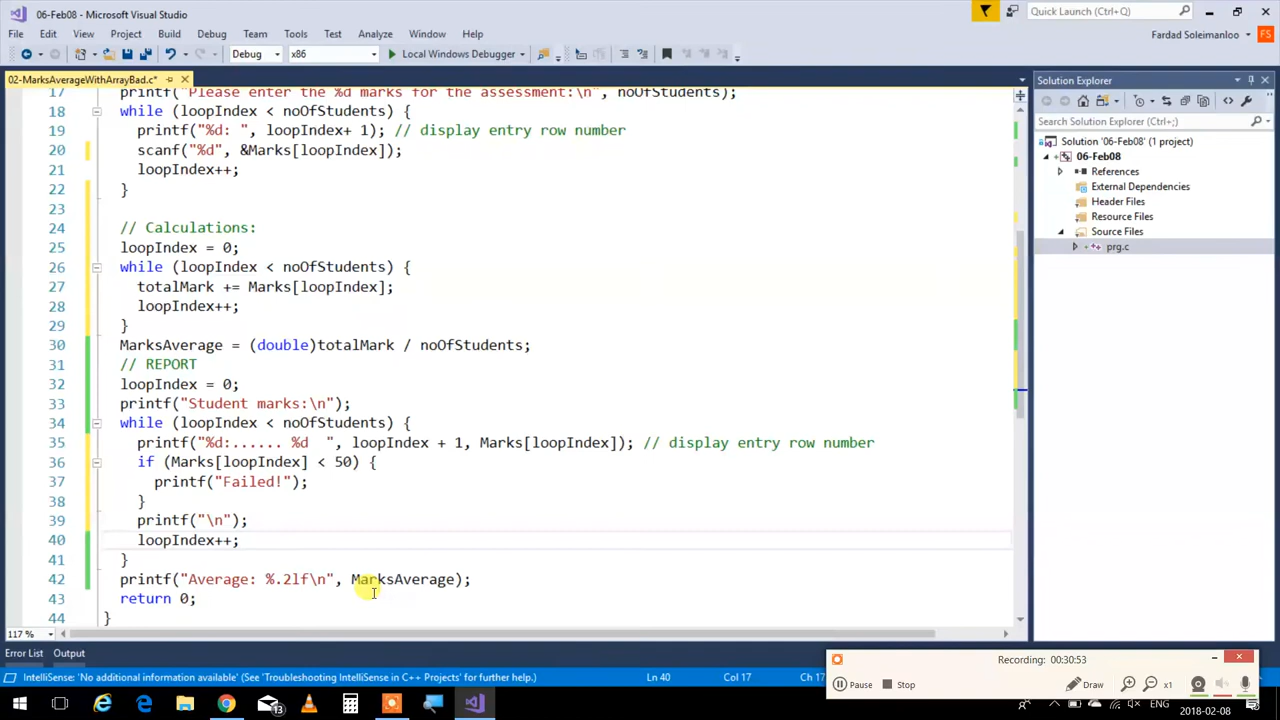 06-Feb08 - Microsoft Visual Studio
Quick Launch (Ctrl+Q)
File Edit View Project Build Debug Team Tools Test Analyze Window Help
Fardad Soleimanloo FS
Debug x86 Local Windows Debugger
02-MarksAverageWithArrayBad.c*
17 printf("Please enter the %d marks for the assessment:\n", noOfStudents);
18 while (loopIndex < noOfStudents) {
19 printf("%d: ", loopIndex+ 1); // display entry row number
20 scanf("%d", &Marks[loopIndex]);
21 loopIndex++;
22 }
23
24 // Calculations:
25 loopIndex = 0;
26 while (loopIndex < noOfStudents) {
27 totalMark += Marks[loopIndex];
28 loopIndex++;
29 }
30 MarksAverage = (double)totalMark / noOfStudents;
31 // REPORT
32 loopIndex = 0;
33 printf("Student marks:\n");
34 while (loopIndex < noOfStudents) {
35 printf("%d:...... %d  ", loopIndex + 1, Marks[loopIndex]); // display entry row number
36 if (Marks[loopIndex] < 50) {
37 printf("Failed!");
38 }
39 printf("\n");
40 loopIndex++;
41 }
42 printf("Average: %.2lf\n", MarksAverage);
43 return 0;
44 }
117 %
Solution Explorer
Search Solution Explorer (Ctrl+;)
Solution '06-Feb08' (1 project)
06-Feb08
References
External Dependencies
Header Files
Resource Files
Source Files
prg.c
Error List Output
IntelliSense: 'No additional information available' (See 'Troubleshooting IntelliSense in C++ Projects' for further help.)
Ln 40 Col 17 Ch 17
Recording: 00:30:53
Pause Stop Draw x1
13
ENG 2018-02-08